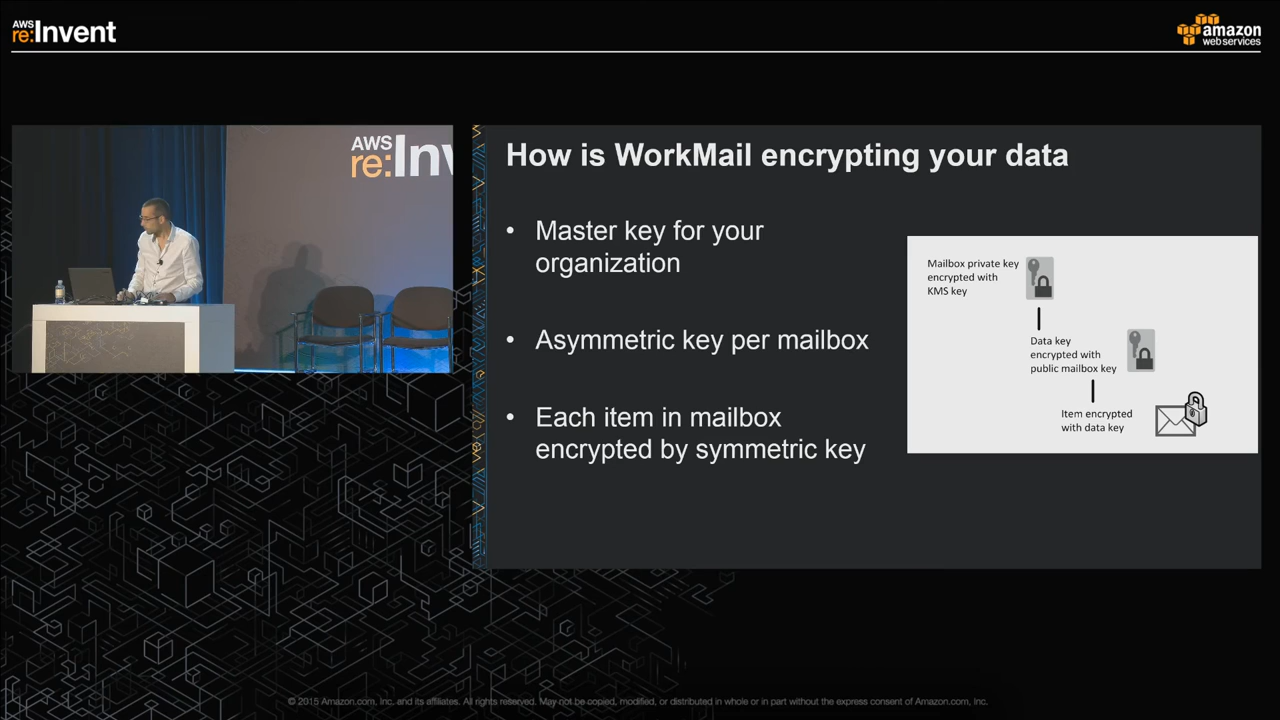 AWS
re:Invent
amazon
web services
AWS
re:Inv
How is WorkMail encrypting your data
• Master key for your
organization
• Asymmetric key per mailbox
• Each item in mailbox
encrypted by symmetric key
Mailbox private key
encrypted with
KMS key
Data key
encrypted with
public mailbox key
Item encrypted
with data key
© 2015 Amazon.com, Inc. and its affiliates. All rights reserved. May not be copied, modified, or distributed in whole or in part without the express consent of Amazon.com, Inc.